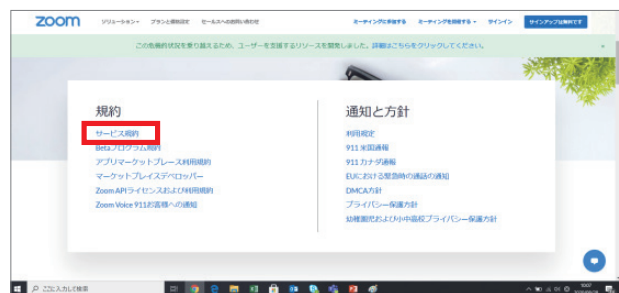 zoom ソリューション プランと価格設定 セールスへのお問い合わせ ミーティングに参加する ミーティングを開催する サインイン サインアップは無料です
この危機的状況を乗り越えるため、ユーザーを支援するリソースを開発しました。詳細はこちらをクリックしてください。
規約
サービス規約
Betaプログラム規約
アプリマーケットプレース利用規約
マーケットプレイスデベロッパー
Zoom APIライセンスおよび利用規約
Zoom Voice 911お客様への通知
通知と方針
利用規定
911 米国通報
911 カナダ通報
EUにおける緊急時の通話の通知
DMCA方針
プライバシー保護方針
幼稚園児および小中高校プライバシー保護方針
ここに入力して検索